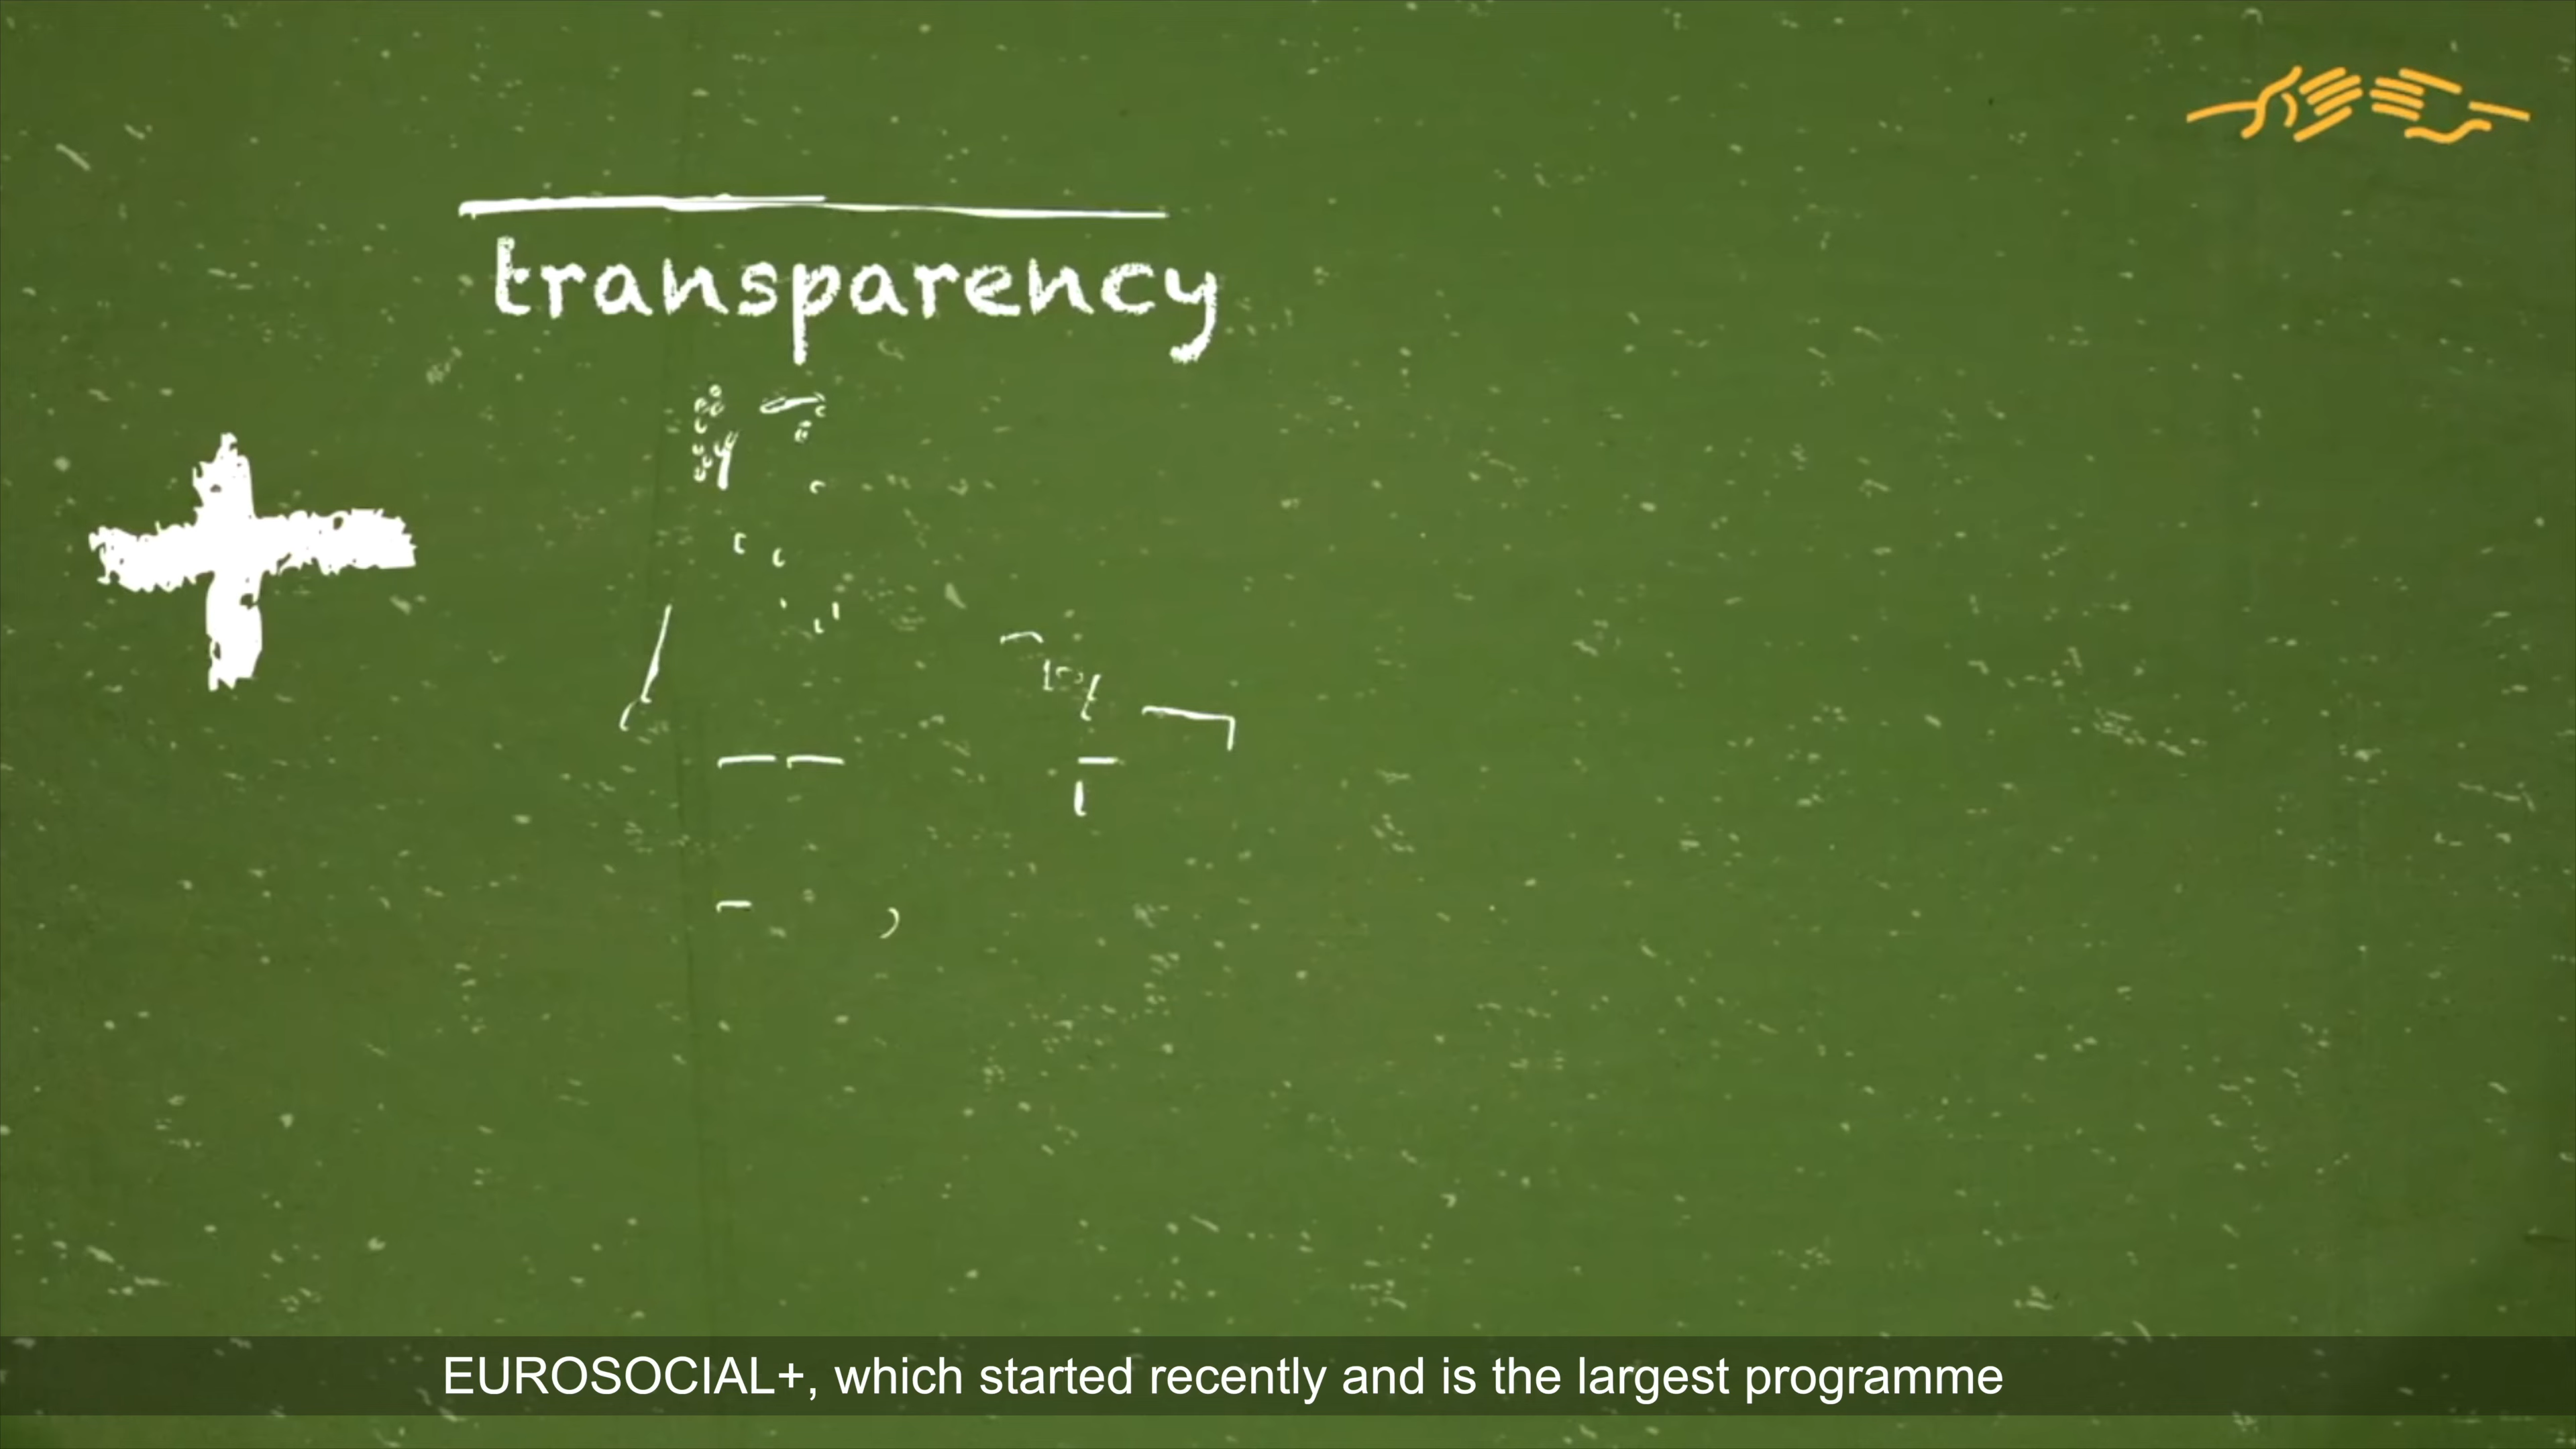 transparency
+
EUROSOCIAL+, which started recently and is the largest programme